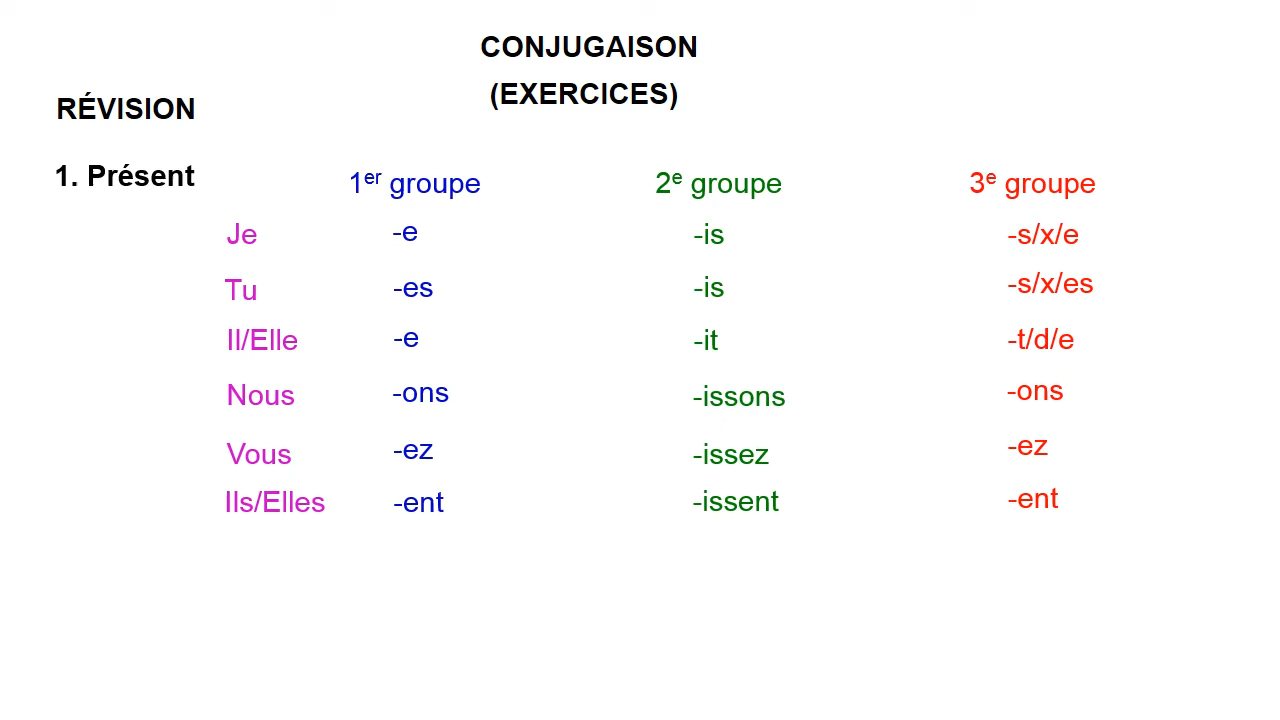 CONJUGAISON
(EXERCICES)
RÉVISION
1. Présent 1er groupe 2e groupe 3e groupe
Je -e -is -s/x/e
Tu -es -is -s/x/es
Il/Elle -e -it -t/d/e
Nous -ons -issons -ons
Vous -ez -issez -ez
Ils/Elles -ent -issent -ent